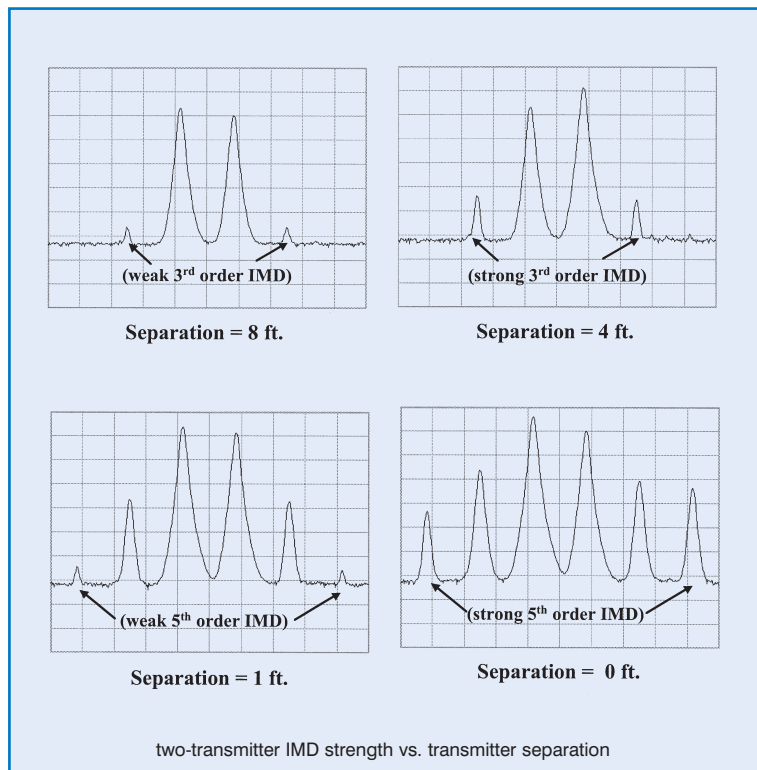 (weak 3rd order IMD)
Separation = 8 ft.
(strong 3rd order IMD)
Separation = 4 ft.
(weak 5th order IMD)
Separation = 1 ft.
(strong 5th order IMD)
Separation = 0 ft.
two-transmitter IMD strength vs. transmitter separation